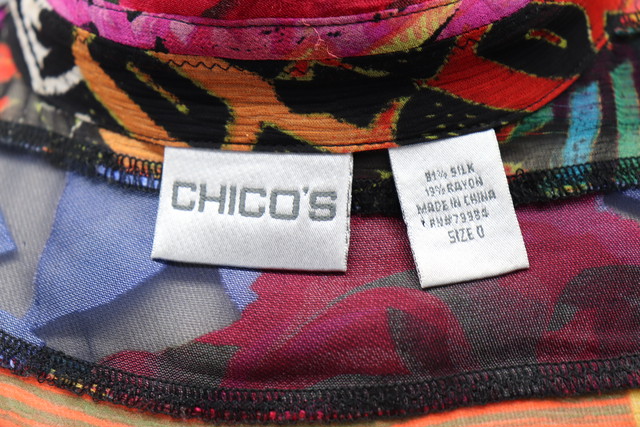 CHICO'S
81% SILK
19% RAYON
MADE IN CHINA
RN#79984
SIZE 0